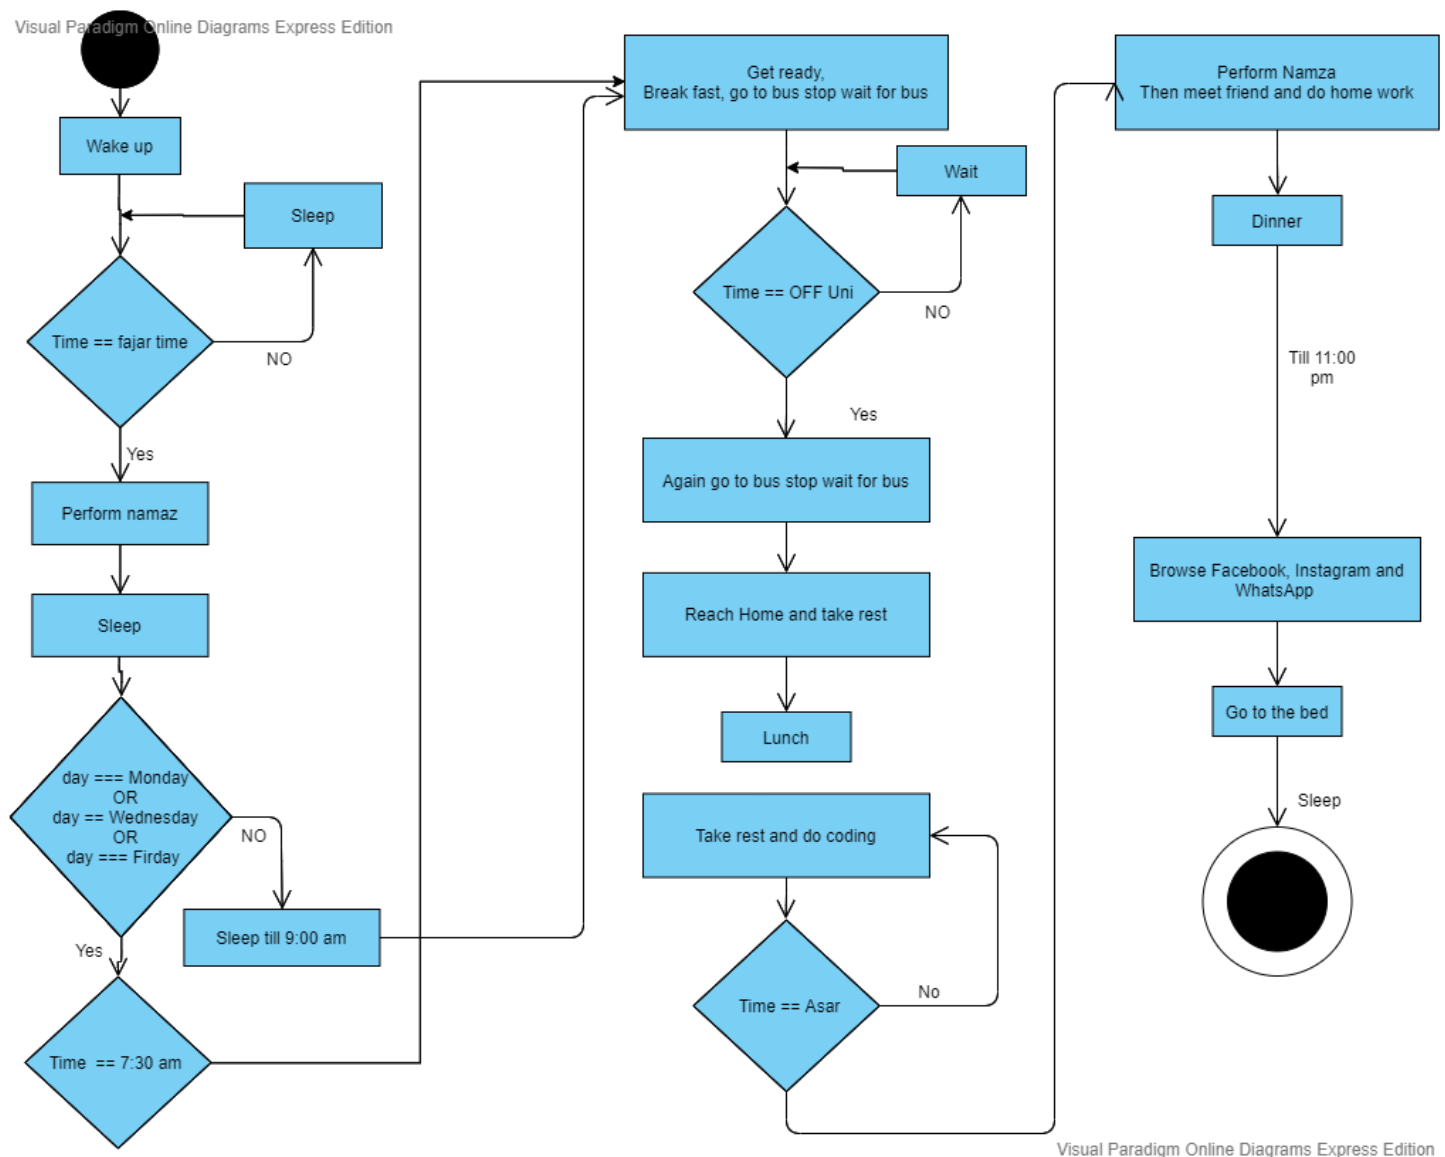 Visual Paradigm Online Diagrams Express Edition
Wake up
Sleep
Time == fajar time
NO
Yes
Perform namaz
Sleep
day === Monday
OR
day == Wednesday
OR
day === Firday
NO
Sleep till 9:00 am
Yes
Time == 7:30 am
Get ready,
Break fast, go to bus stop wait for bus
Wait
Time == OFF Uni
NO
Yes
Again go to bus stop wait for bus
Reach Home and take rest
Lunch
Take rest and do coding
Time == Asar
No
Perform Namza
Then meet friend and do home work
Dinner
Till 11:00
pm
Browse Facebook, Instagram and
WhatsApp
Go to the bed
Sleep
Visual Paradigm Online Diagrams Express Edition